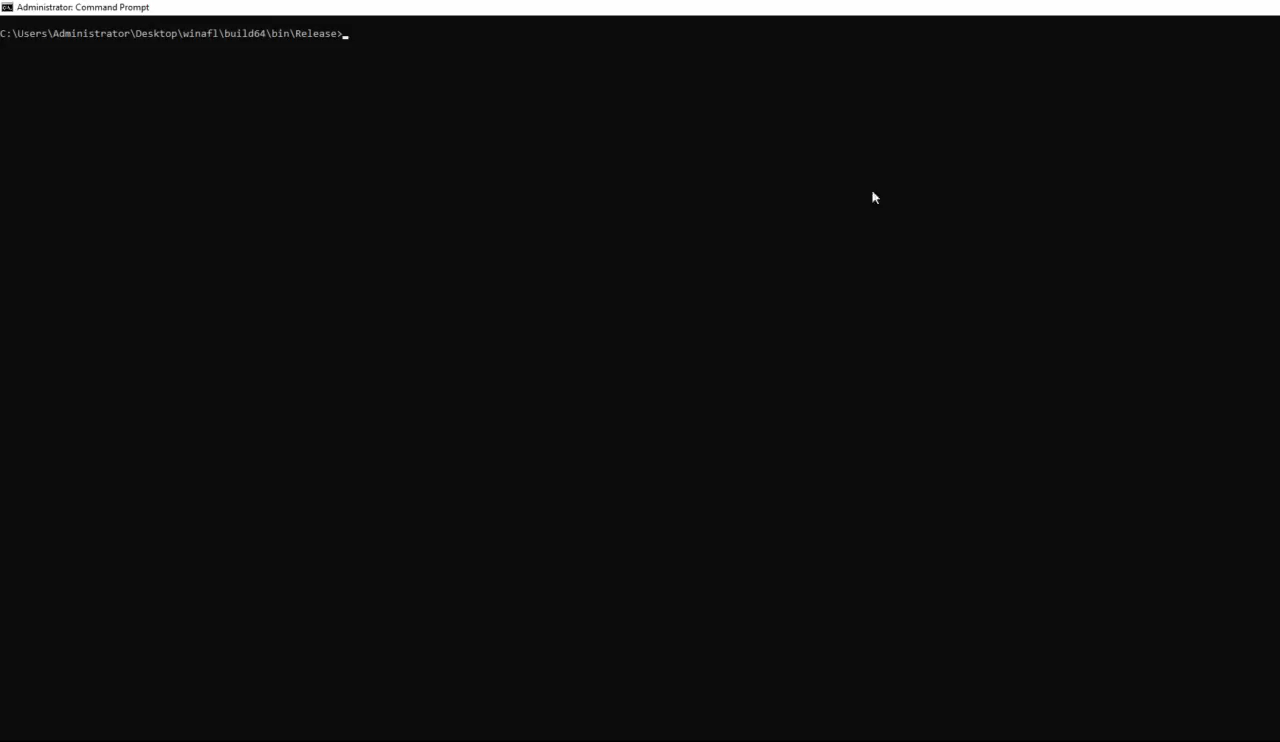 Administrator: Command Prompt
C:\Users\Administrator\Desktop\winafl\build64\bin\Release>